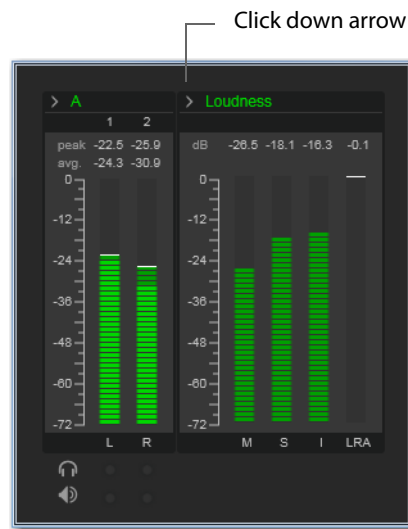 Click down arrow
> A
1 2
peak -22.5 -25.9
avg. -24.3 -30.9
0
-12
-24
-36
-48
-60
-72
L R
> Loudness
dB -26.5 -18.1 -16.3 -0.1
0
-12
-24
-36
-48
-60
-72
M S I LRA